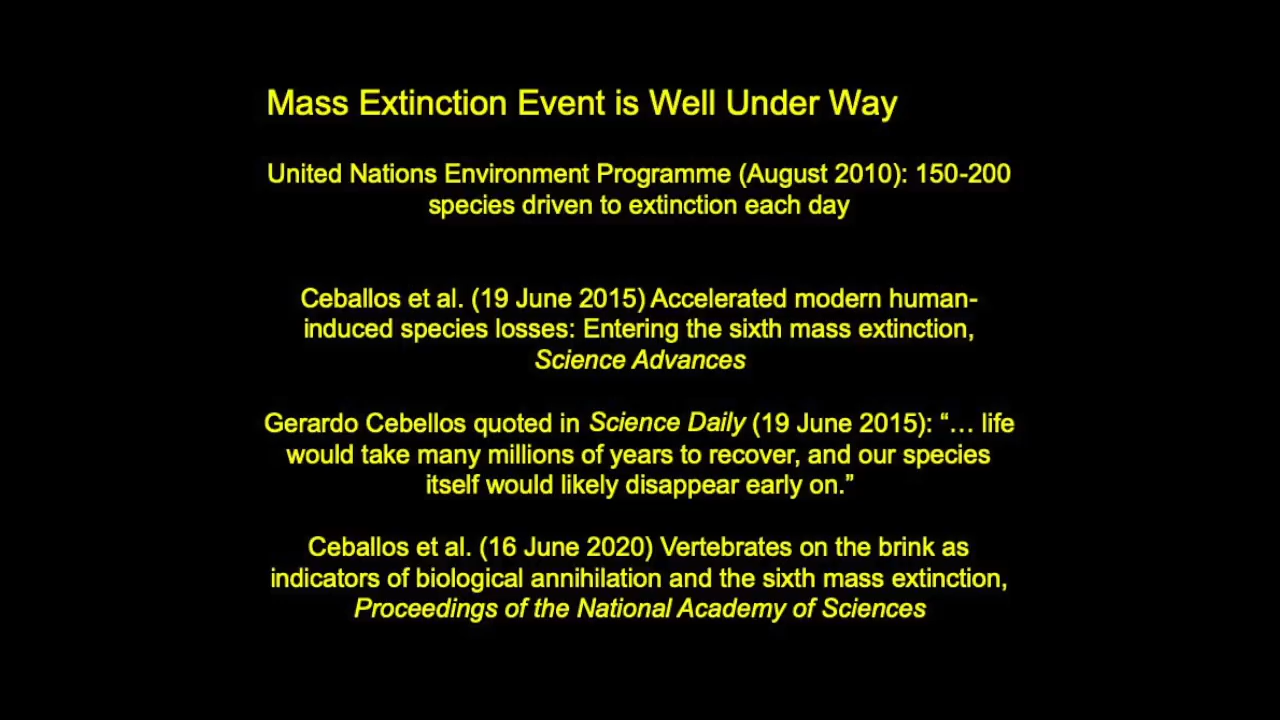 Mass Extinction Event is Well Under Way
United Nations Environment Programme (August 2010): 150-200
species driven to extinction each day
Ceballos et al. (19 June 2015) Accelerated modern human-
induced species losses: Entering the sixth mass extinction,
Science Advances
Gerardo Cebellos quoted in Science Daily (19 June 2015): “… life
would take many millions of years to recover, and our species
itself would likely disappear early on.”
Ceballos et al. (16 June 2020) Vertebrates on the brink as
indicators of biological annihilation and the sixth mass extinction,
Proceedings of the National Academy of Sciences